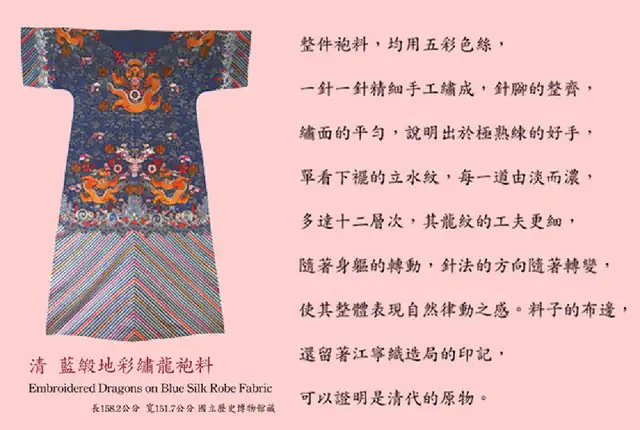 整件袍料，均用五彩色絲，
一針一針精細手工繡成，針腳的整齊，
繡面的平勻，說明出於極熟練的好手，
單看下襬的立水紋，每一道由淡而濃，
多達十二層次，其龍紋的工夫更細，
隨著身軀的轉動，針法的方向隨著轉變，
使其整體表現自然律動之感。料子的布邊，
還留著江寧織造局的印記，
可以證明是清代的原物。
清 藍緞地彩繡龍袍料
Embroidered Dragons on Blue Silk Robe Fabric
長158.2公分 寬151.7公分 國立歷史博物館藏